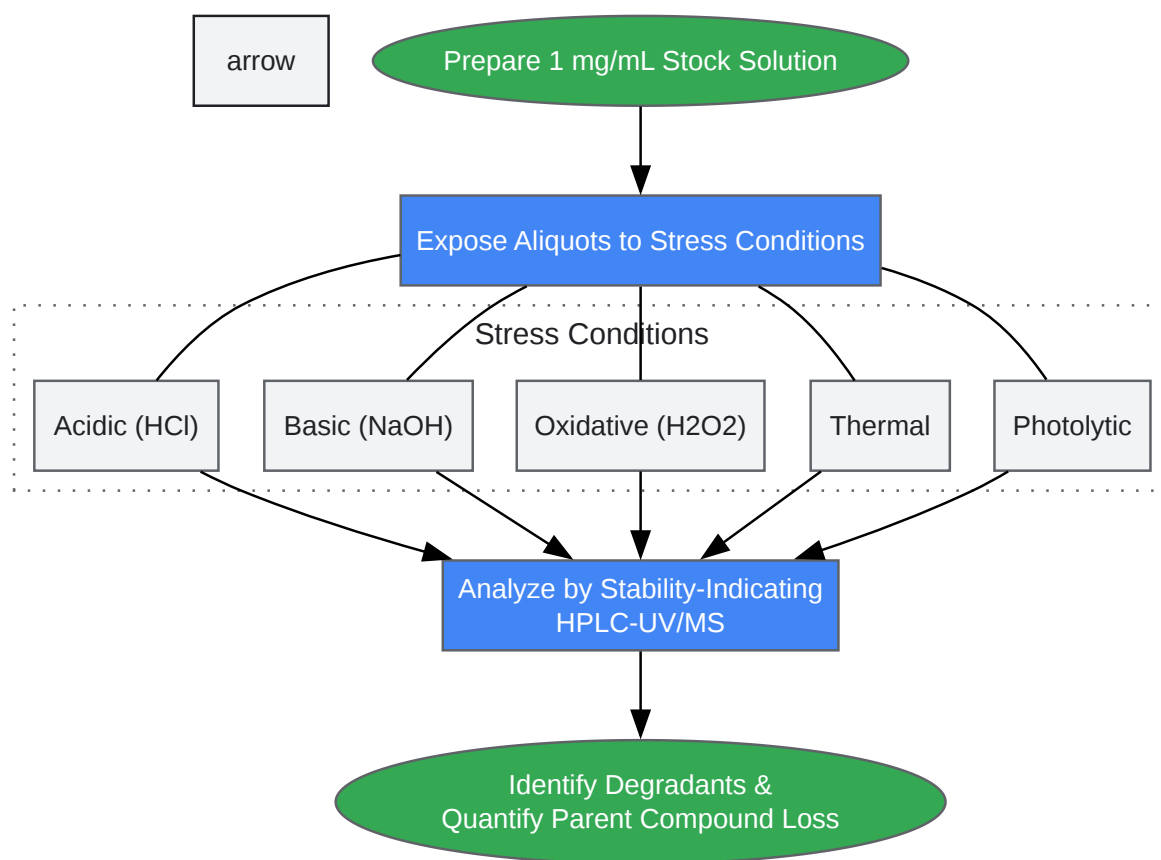 arrow
Prepare 1 mg/mL Stock Solution
Expose Aliquots to Stress Conditions
Stress Conditions
Acidic (HCl)
Basic (NaOH)
Oxidative (H2O2)
Thermal
Photolytic
Analyze by Stability-Indicating
HPLC-UV/MS
Identify Degradants &
Quantify Parent Compound Loss